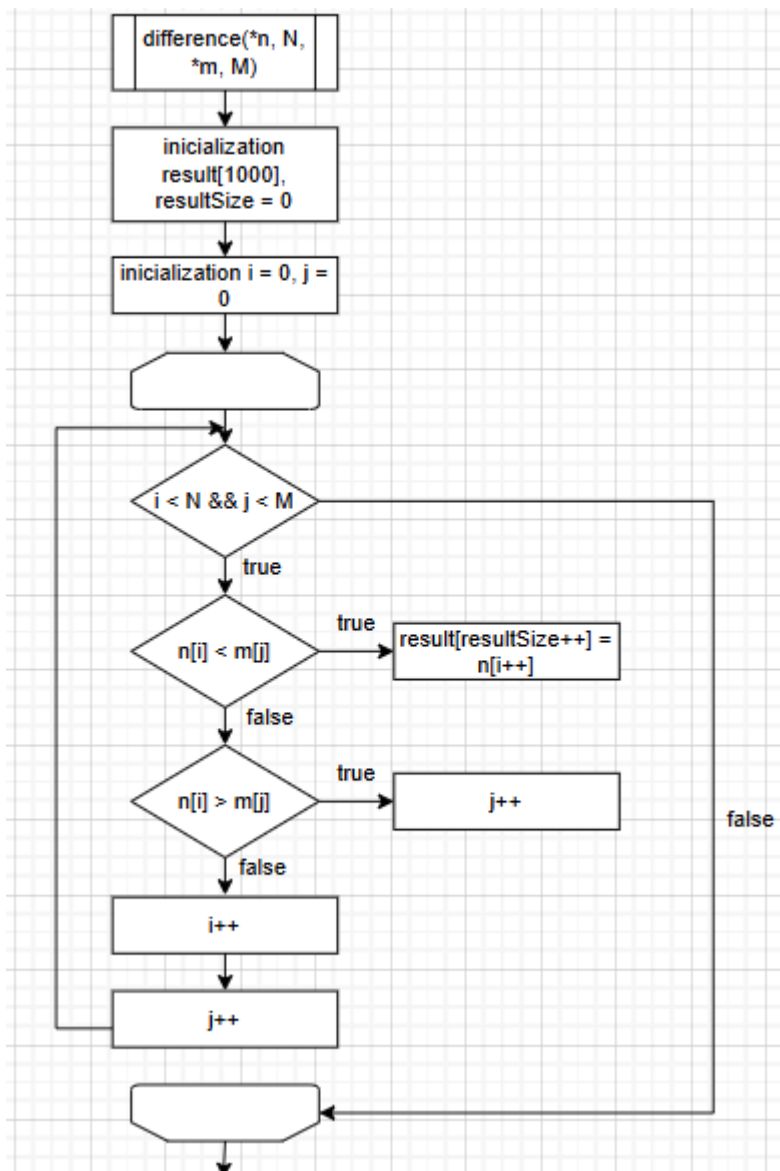 difference(*n, N,
*m, M)
inicialization
result[1000],
resultSize = 0
inicialization i = 0, j =
0
i < N && j < M
true
n[i] < m[j]
true
result[resultSize++] =
n[i++]
false
n[i] > m[j]
true
j++
false
false
i++
j++